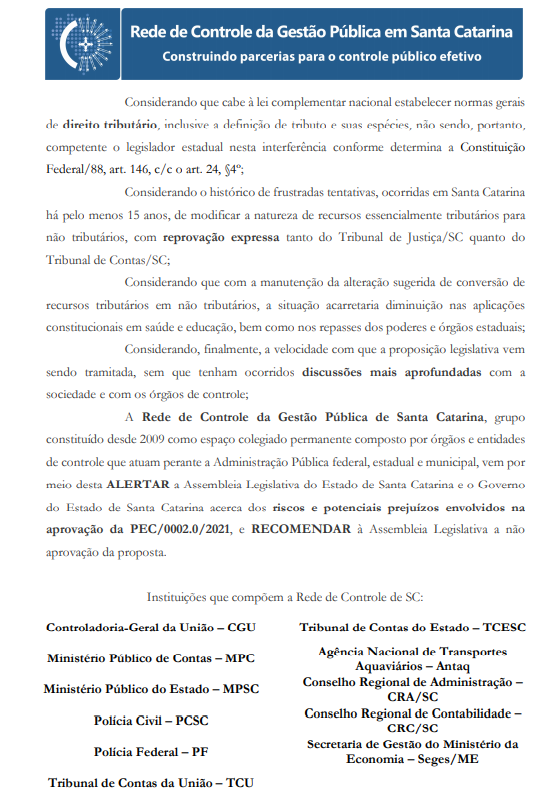 Rede de Controle da Gestão Pública em Santa Catarina
Construindo parcerias para o controle público efetivo
Considerando que cabe à lei complementar nacional estabelecer normas gerais
de direito tributário, inclusive a definição de tributo e suas espécies, não sendo, portanto,
competente o legislador estadual nesta interferência conforme determina a Constituição
Federal/88, art. 146, c/c o art. 24, §4º;
Considerando o histórico de frustradas tentativas, ocorridas em Santa Catarina
há pelo menos 15 anos, de modificar a natureza de recursos essencialmente tributários para
não tributários, com reprovação expressa tanto do Tribunal de Justiça/SC quanto do
Tribunal de Contas/SC;
Considerando que com a manutenção da alteração sugerida de conversão de
recursos tributários em não tributários, a situação acarretaria diminuição nas aplicações
constitucionais em saúde e educação, bem como nos repasses dos poderes e órgãos estaduais;
Considerando, finalmente, a velocidade com que a proposição legislativa vem
sendo tramitada, sem que tenham ocorridos discussões mais aprofundadas com a
sociedade e com os órgãos de controle;
A Rede de Controle da Gestão Pública de Santa Catarina, grupo
constituído desde 2009 como espaço colegiado permanente composto por órgãos e entidades
de controle que atuam perante a Administração Pública federal, estadual e municipal, vem por
meio desta ALERTAR a Assembleia Legislativa do Estado de Santa Catarina e o Governo
do Estado de Santa Catarina acerca dos riscos e potenciais prejuízos envolvidos na
aprovação da PEC/0002.0/2021, e RECOMENDAR à Assembleia Legislativa a não
aprovação da proposta.
Instituições que compõem a Rede de Controle de SC:
Controladoria-Geral da União – CGU
Ministério Público de Contas – MPC
Ministério Público do Estado – MPSC
Polícia Civil – PCSC
Polícia Federal – PF
Tribunal de Contas da União – TCU
Tribunal de Contas do Estado – TCESC
Agência Nacional de Transportes
Aquaviários – Antaq
Conselho Regional de Administração –
CRA/SC
Conselho Regional de Contabilidade –
CRC/SC
Secretaria de Gestão do Ministério da
Economia – Seges/ME